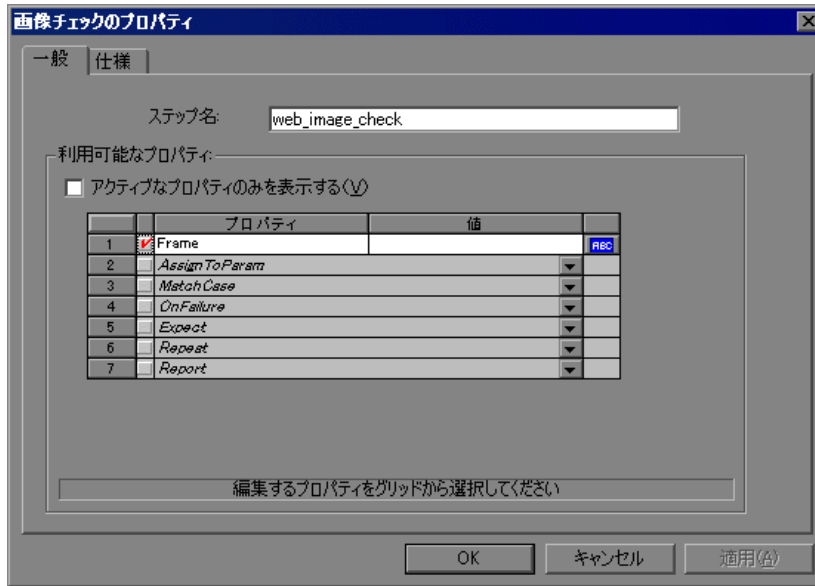 画像チェックのプロパティ
一般 仕様
ステップ名: web_image_check
利用可能なプロパティ:
アクティブなプロパティのみを表示する(V)
プロパティ 値
1 Frame ABC
2 AssignToParam
3 MatchCase
4 OnFailure
5 Expect
6 Repeat
7 Report
編集するプロパティをグリッドから選択してください
OK キャンセル 適用(A)